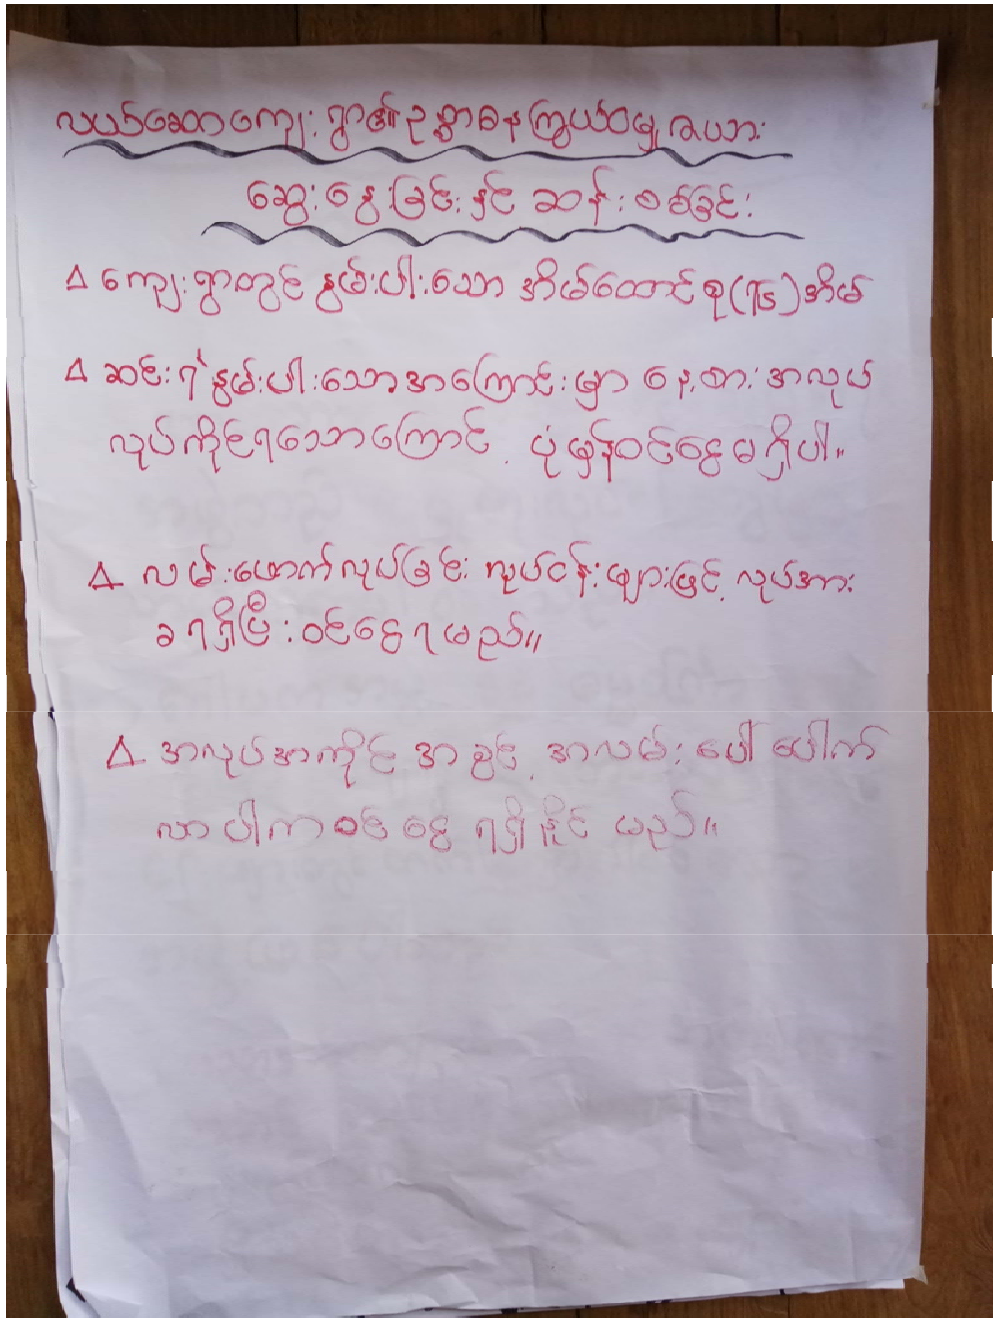 လယ်ဆောကျေးရွာ၏ဥစ္စာဓနကြွယ်ဝမှုဇယား
ဆွေးနွေးခြင်းနှင့် ဆန်းစစ်ခြင်း
Δ ကျေးရွာတွင် နွမ်းပါးသော အိမ်ထောင်စု(၇၆)အိမ်
Δ ဆင်းရဲနွမ်းပါးသောအကြောင်းမှာ နေ့စားအလုပ်
လုပ်ကိုင်ရသောကြောင့် ပုံမှန်ဝင်ငွေမရှိပါ။
Δ လမ်းဖောက်လုပ်ခြင်း လုပ်ငန်းများဖြင့် လုပ်အား
ခရရှိပြီးဝင်ငွေရမည်။
Δ အလုပ်အကိုင် အခွင့်အလမ်းပေါ်ပေါက်
လာပါကဝင်ငွေ ရရှိနိုင်မည်။